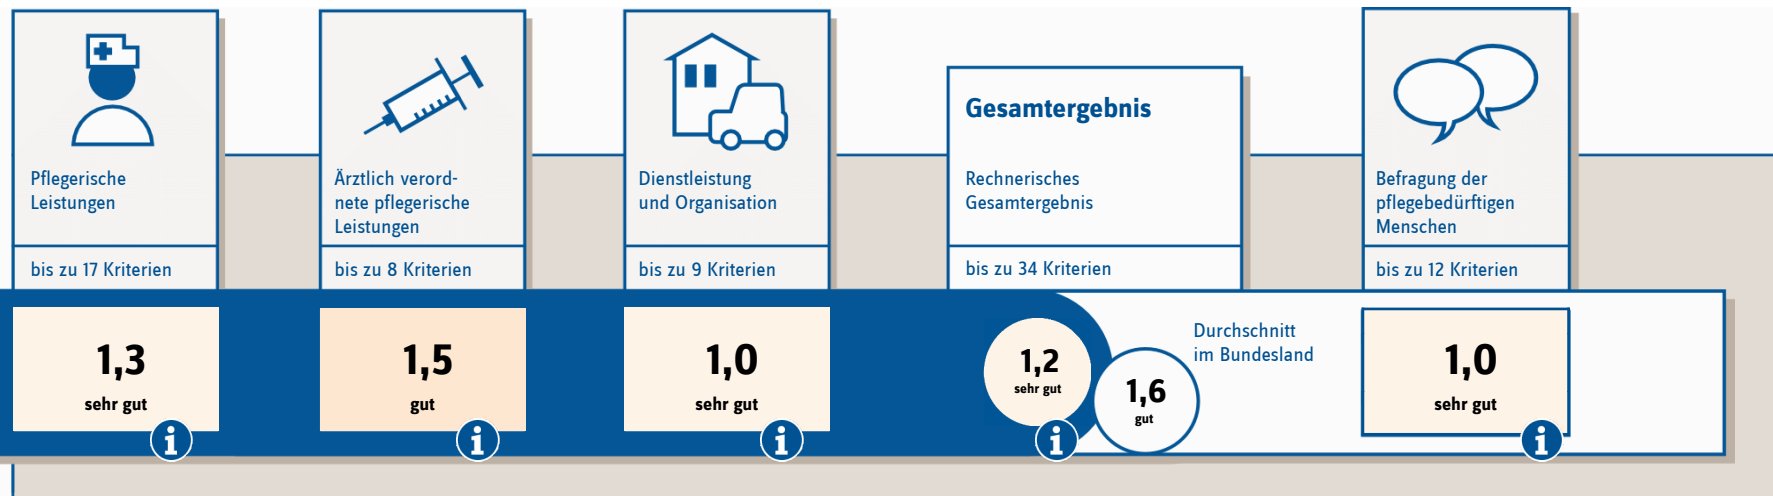 Pflegerische
Leistungen
bis zu 17 Kriterien
1,3
sehr gut
i
Ärztlich verord-
nete pflegerische
Leistungen
bis zu 8 Kriterien
1,5
gut
i
Dienstleistung
und Organisation
bis zu 9 Kriterien
1,0
sehr gut
i
Gesamtergebnis
Rechnerisches
Gesamtergebnis
bis zu 34 Kriterien
1,2
sehr gut
i
1,6
gut
Durchschnitt
im Bundesland
Befragung der
pflegebedürftigen
Menschen
bis zu 12 Kriterien
1,0
sehr gut
i